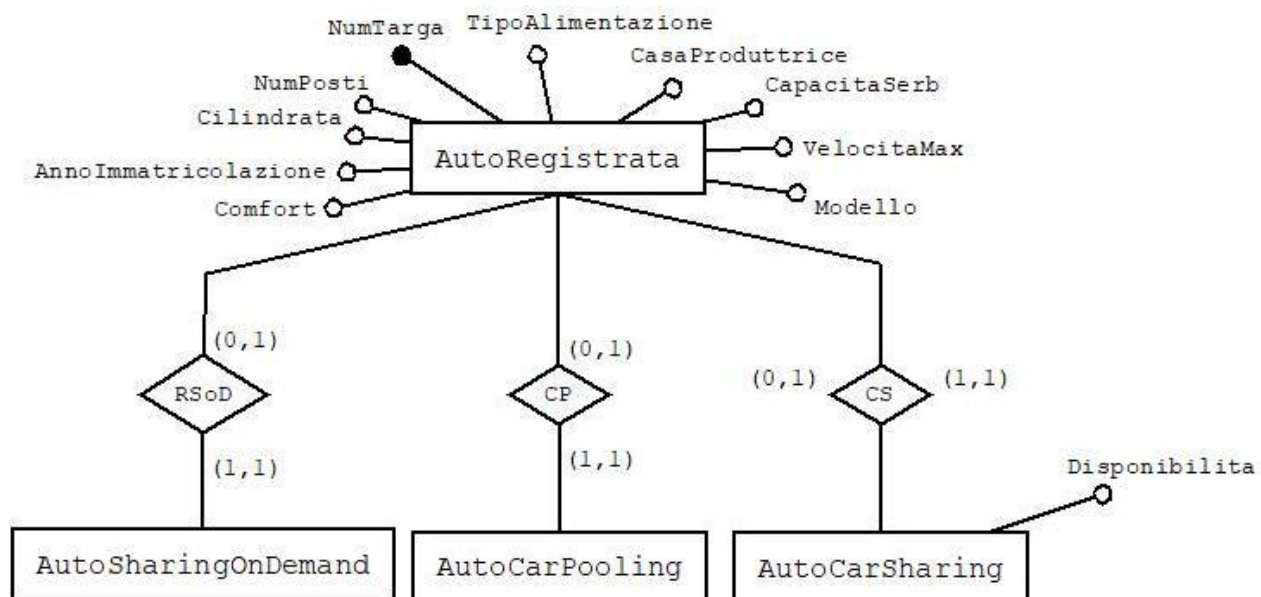 NumTarga
TipoAlimentazione
CasaProduttrice
NumPosti
CapacitaSerb
Cilindrata
VelocitaMax
AutoRegistrata
AnnoImmatricolazione
Comfort
Modello
(0,1)
(0,1)
(0,1)
(1,1)
RSoD
CP
CS
(1,1)
(1,1)
Disponibilita
AutoSharingOnDemand
AutoCarPooling
AutoCarSharing